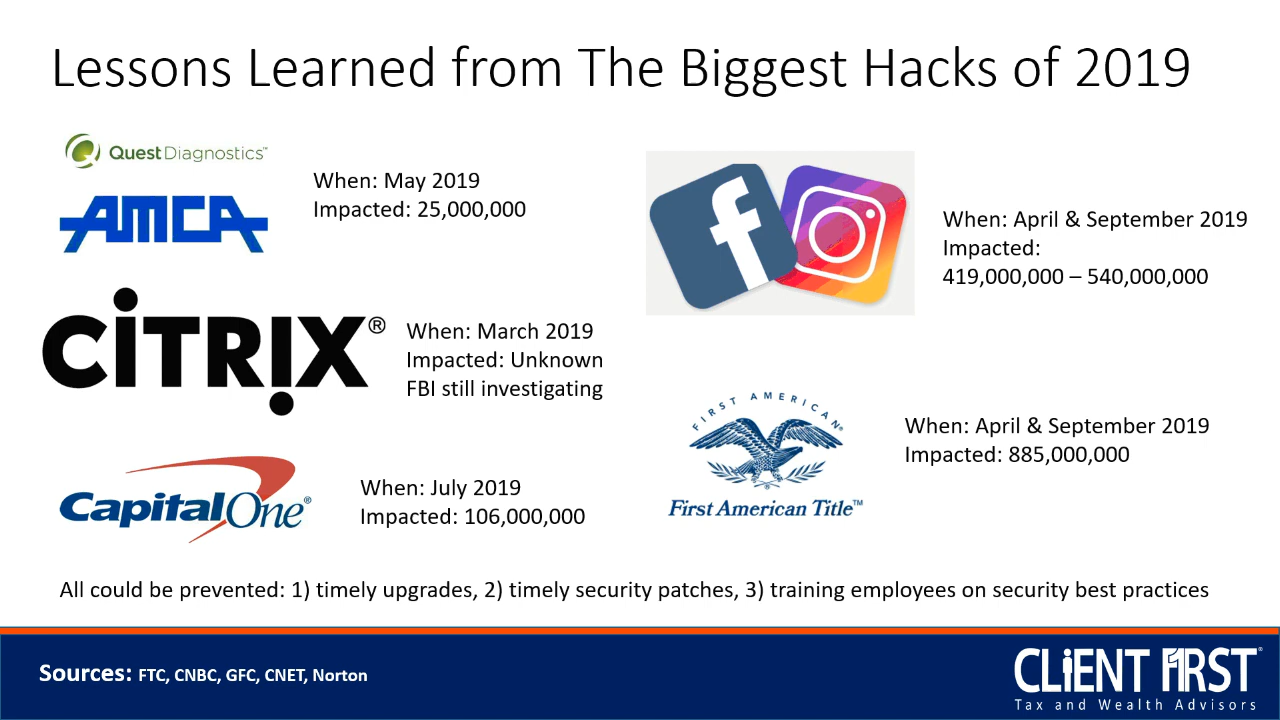 Lessons Learned from The Biggest Hacks of 2019
Quest Diagnostics™
AMCA
When: May 2019
Impacted: 25,000,000
CiTRiX®
When: March 2019
Impacted: Unknown
FBI still investigating
CapitalOne®
When: July 2019
Impacted: 106,000,000
f
When: April & September 2019
Impacted:
419,000,000 – 540,000,000
FIRST AMERICAN®
First American Title™
When: April & September 2019
Impacted: 885,000,000
All could be prevented: 1) timely upgrades, 2) timely security patches, 3) training employees on security best practices
Sources: FTC, CNBC, GFC, CNET, Norton
CLiENT FiRST®
Tax and Wealth Advisors